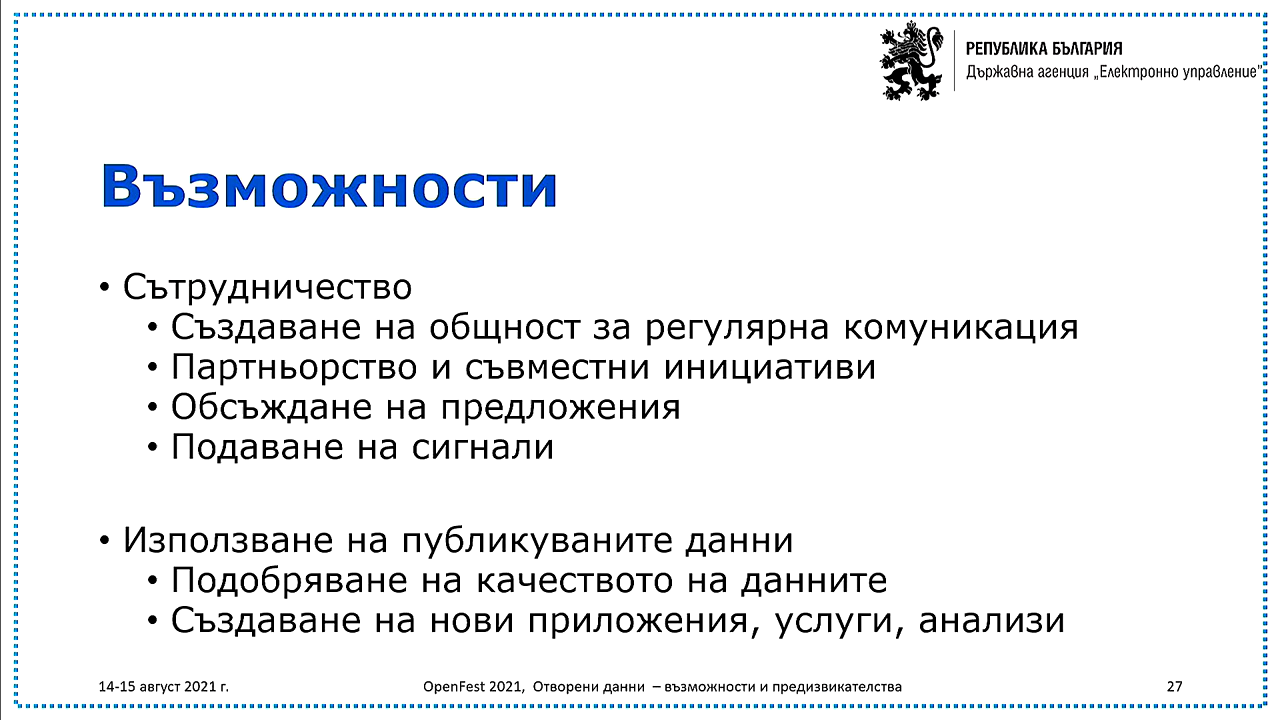 РЕПУБЛИКА БЪЛГАРИЯ
Държавна агенция „Електронно управление"
Възможности
• Сътрудничество
• Създаване на общност за регулярна комуникация
• Партньорство и съвместни инициативи
• Обсъждане на предложения
• Подаване на сигнали
• Използване на публикуваните данни
• Подобряване на качеството на данните
• Създаване на нови приложения, услуги, анализи
14-15 август 2021 г.
OpenFest 2021, Отворени данни – възможности и предизвикателства
27